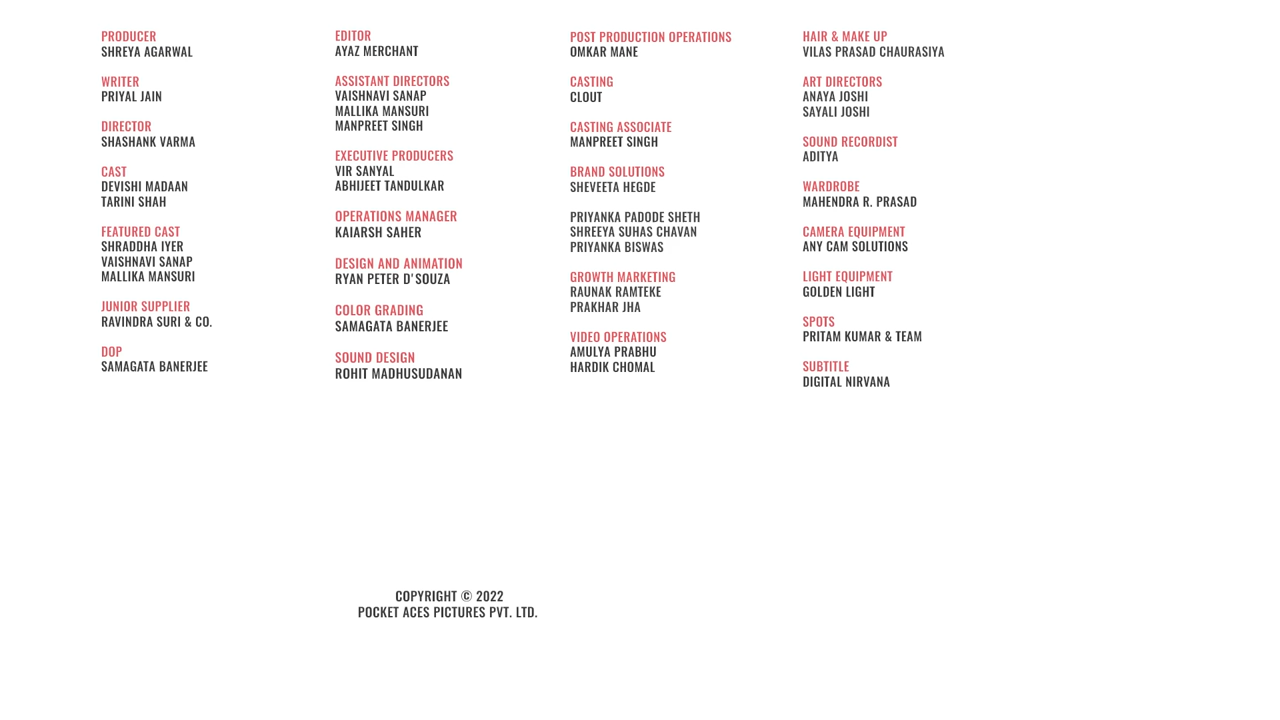 PRODUCER
SHREYA AGARWAL
WRITER
PRIYAL JAIN
DIRECTOR
SHASHANK VARMA
CAST
DEVISHI MADAAN
TARINI SHAH
FEATURED CAST
SHRADDHA IYER
VAISHNAVI SANAP
MALLIKA MANSURI
JUNIOR SUPPLIER
RAVINDRA SURI & CO.
DOP
SAMAGATA BANERJEE
EDITOR
AYAZ MERCHANT
ASSISTANT DIRECTORS
VAISHNAVI SANAP
MALLIKA MANSURI
MANPREET SINGH
EXECUTIVE PRODUCERS
VIR SANYAL
ABHIJEET TANDULKAR
OPERATIONS MANAGER
KAIARSH SAHER
DESIGN AND ANIMATION
RYAN PETER D'SOUZA
COLOR GRADING
SAMAGATA BANERJEE
SOUND DESIGN
ROHIT MADHUSUDANAN
POST PRODUCTION OPERATIONS
OMKAR MANE
CASTING
CLOUT
CASTING ASSOCIATE
MANPREET SINGH
BRAND SOLUTIONS
SHEVEETA HEGDE
PRIYANKA PADODE SHETH
SHREEYA SUHAS CHAVAN
PRIYANKA BISWAS
GROWTH MARKETING
RAUNAK RAMTEKE
PRAKHAR JHA
VIDEO OPERATIONS
AMULYA PRABHU
HARDIK CHOMAL
HAIR & MAKE UP
VILAS PRASAD CHAURASIYA
ART DIRECTORS
ANAYA JOSHI
SAYALI JOSHI
SOUND RECORDIST
ADITYA
WARDROBE
MAHENDRA R. PRASAD
CAMERA EQUIPMENT
ANY CAM SOLUTIONS
LIGHT EQUIPMENT
GOLDEN LIGHT
SPOTS
PRITAM KUMAR & TEAM
SUBTITLE
DIGITAL NIRVANA
COPYRIGHT © 2022
POCKET ACES PICTURES PVT. LTD.